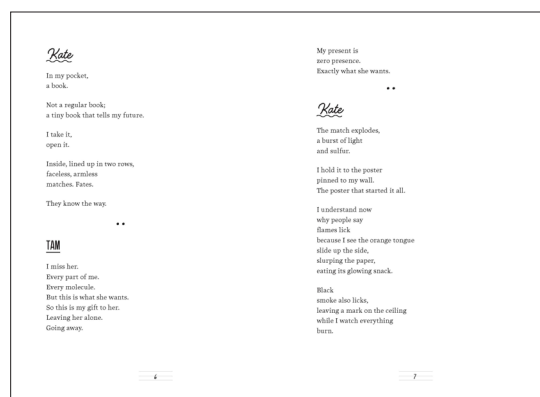 Kate
In my pocket,
a book.
Not a regular book;
a tiny book that tells my future.
I take it,
open it.
Inside, lined up in two rows,
faceless, armless
matches. Fates.
They know the way.
TAM
I miss her.
Every part of me.
Every molecule.
But this is what she wants.
So this is my gift to her.
Leaving her alone.
Going away.
6
My present is
zero presence.
Exactly what she wants.
Kate
The match explodes,
a burst of light
and sulfur.
I hold it to the poster
pinned to my wall.
The poster that started it all.
I understand now
why people say
flames lick
because I see the orange tongue
slide up the side,
slurping the paper,
eating its glowing snack.
Black
smoke also licks,
leaving a mark on the ceiling
while I watch everything
burn.
7